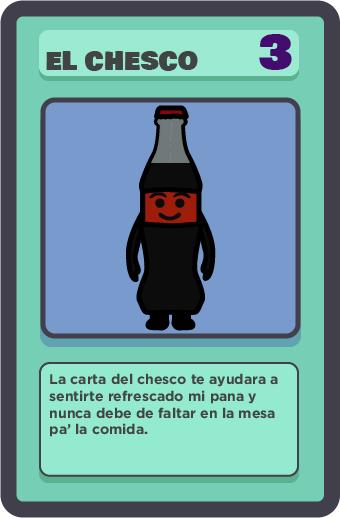 EL CHESCO 3
La carta del chesco te ayudara a
sentirte refrescado mi pana y
nunca debe de faltar en la mesa
pa' la comida.